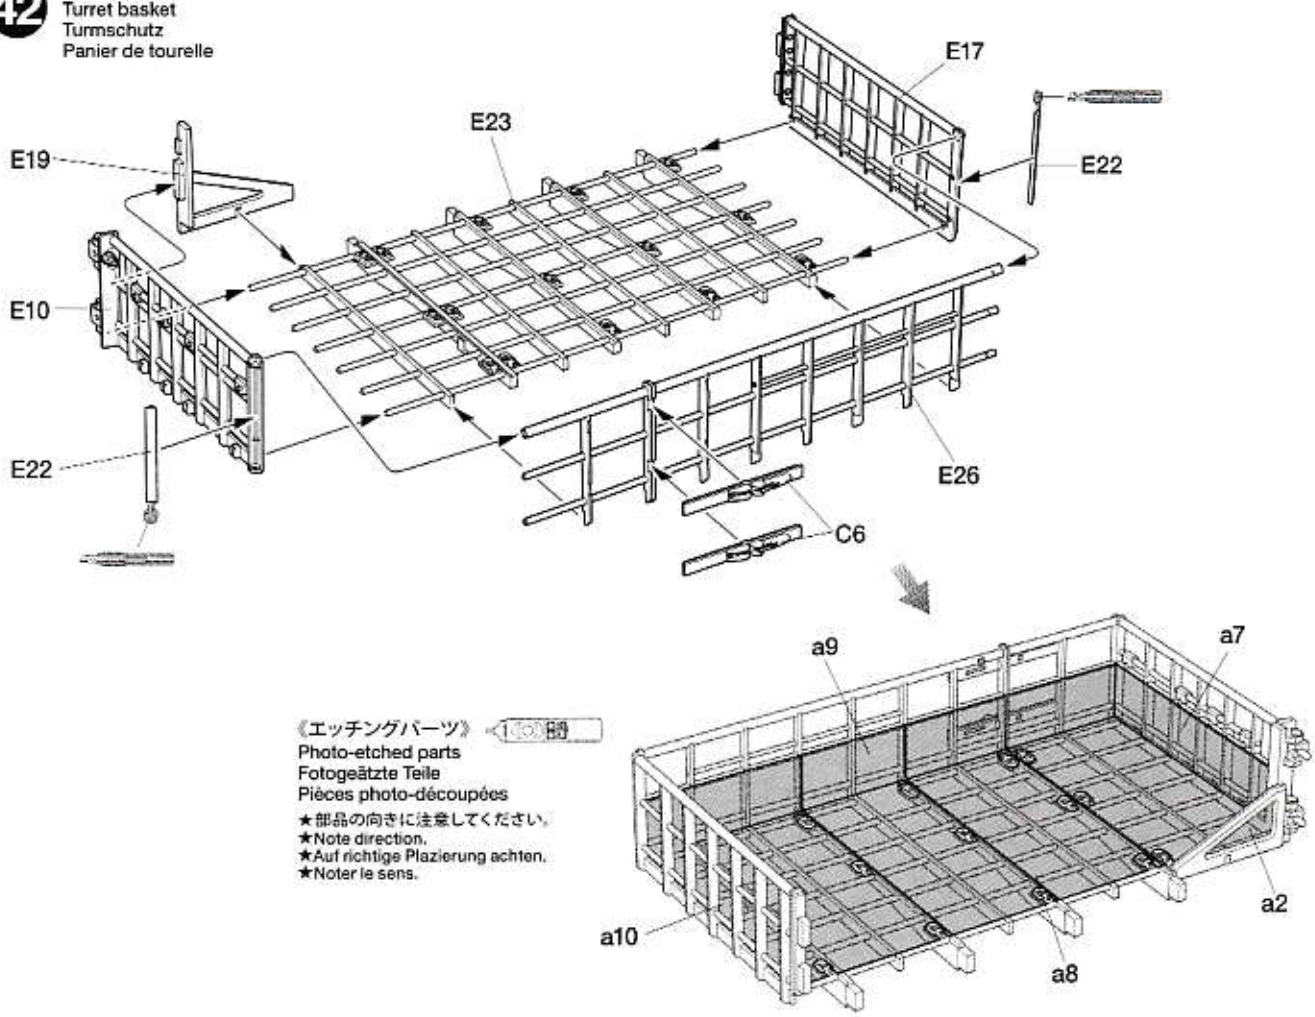 42
Turret basket
Turmschutz
Panier de tourelle
E17
E23
E19
E22
E10
E22
E26
C6
a9
a7
《エッチングパーツ》
Photo-etched parts
Fotogeätzte Teile
Pièces photo-découpées
★部品の向きに注意してください。
★Note direction.
★Auf richtige Plazierung achten.
★Noter le sens.
a2
a10
a8